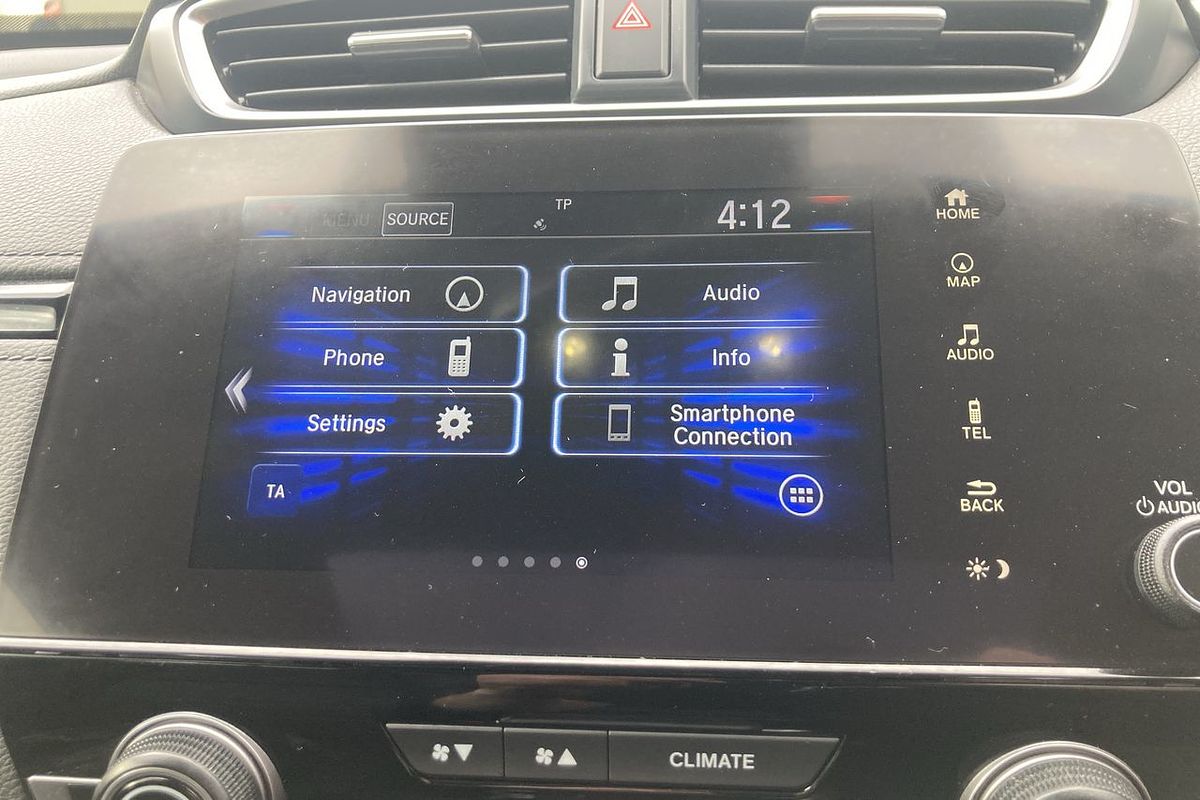 MENU SOURCE TP 4:12
Navigation
Audio
Phone
Info
Settings
Smartphone
Connection
TA
HOME
MAP
AUDIO
TEL
BACK
VOL
AUDIO
CLIMATE